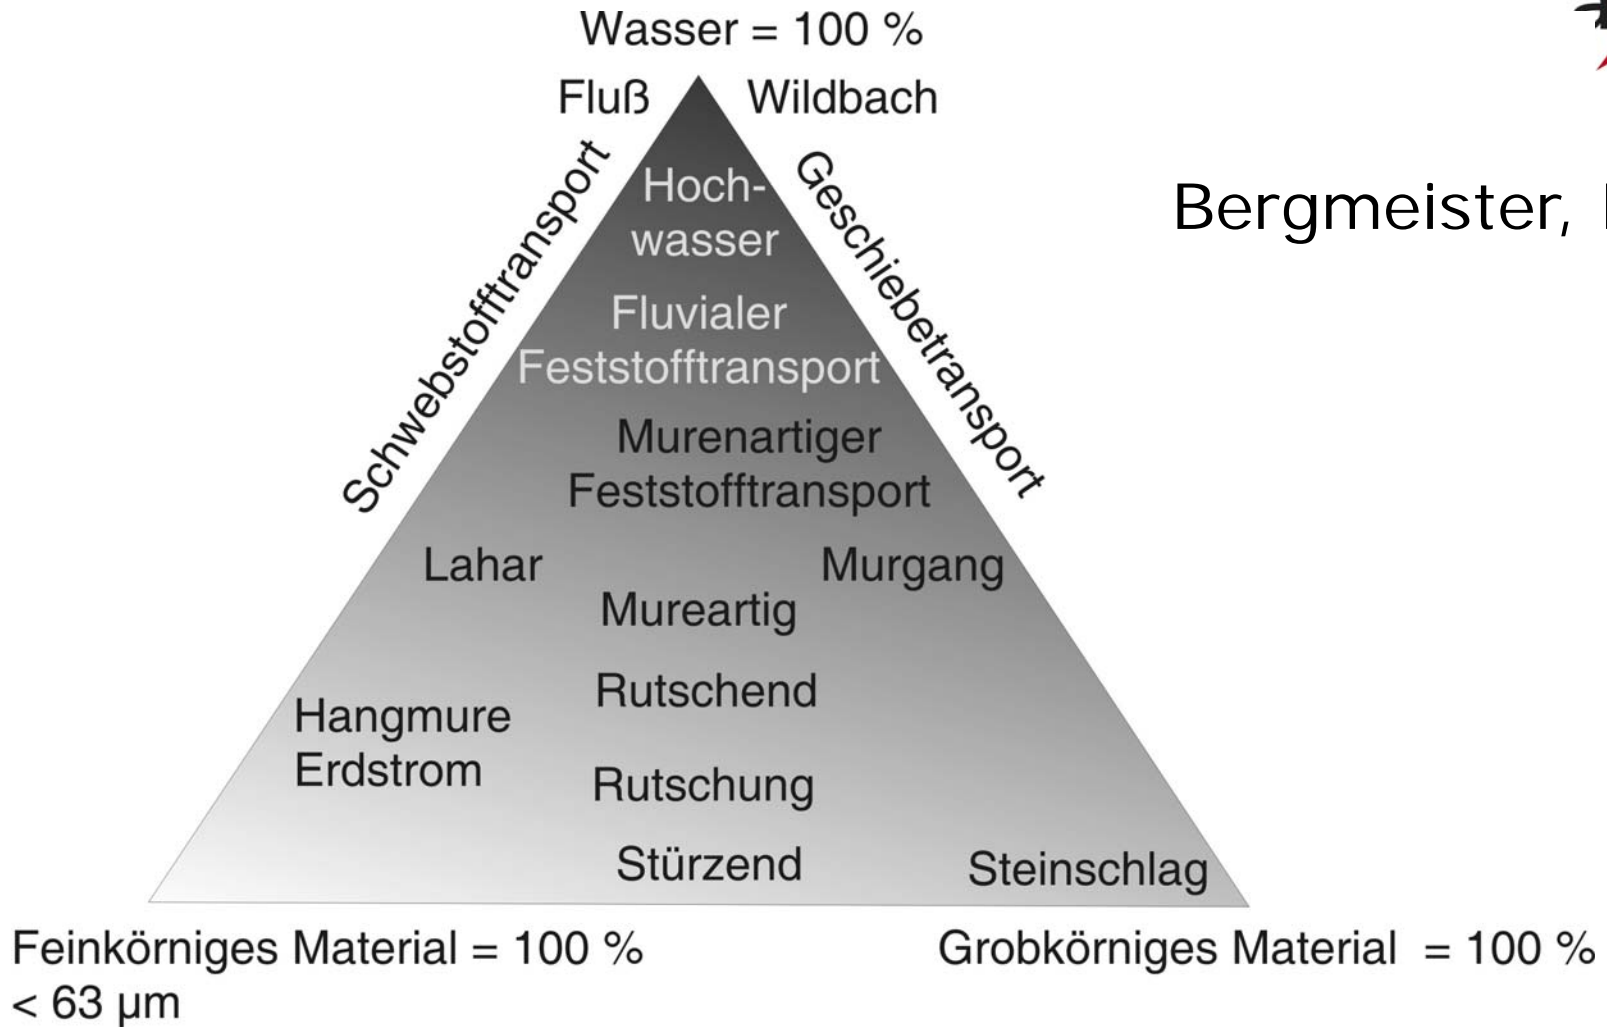 Wasser = 100 %
Fluß Wildbach
Schwebstofftransport
Geschiebetransport
Bergmeister,
Hoch-
wasser
Fluvialer
Feststofftransport
Murenartiger
Feststofftransport
Lahar
Murgang
Mureartig
Rutschend
Hangmure
Erdstrom
Rutschung
Stürzend
Steinschlag
Feinkörniges Material = 100 %
< 63 µm
Grobkörniges Material = 100 %